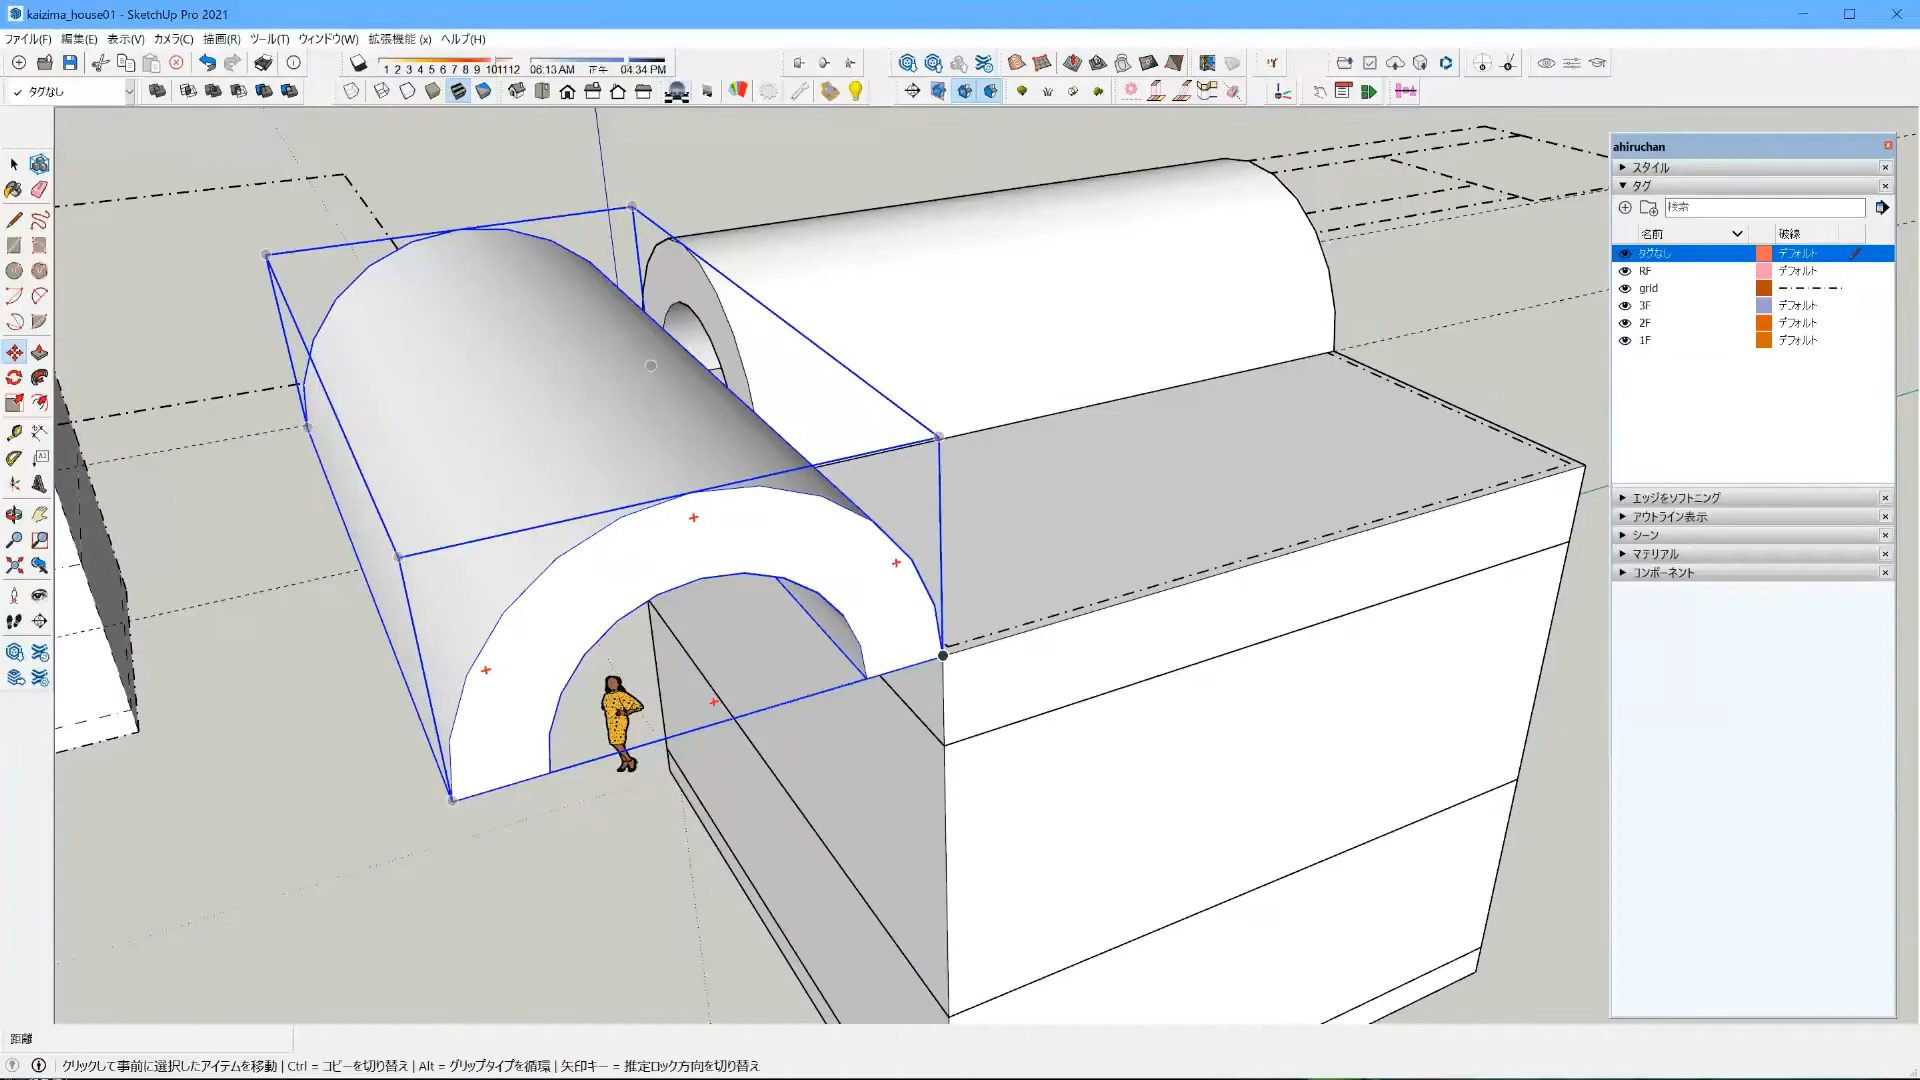 kaizima_house01 - SketchUp Pro 2021
ファイル(F) 編集(E) 表示(V) カメラ(C) 描画(R) ツール(T) ウィンドウ(W) 拡張機能 (x) ヘルプ(H)
1 2 3 4 5 6 7 8 9 10 11 12 06:13 AM 正午 04:34 PM
タグなし
ahiruchan
スタイル
タグ
検索
名前 破線
タグなし デフォルト
RF デフォルト
grid
3F デフォルト
2F デフォルト
1F デフォルト
エッジをソフトニング
アウトライン表示
シーン
マテリアル
コンポーネント
距離
クリックして事前に選択したアイテムを移動 | Ctrl = コピーを切り替え | Alt = グリップタイプを循環 | 矢印キー = 推定ロック方向を切り替え